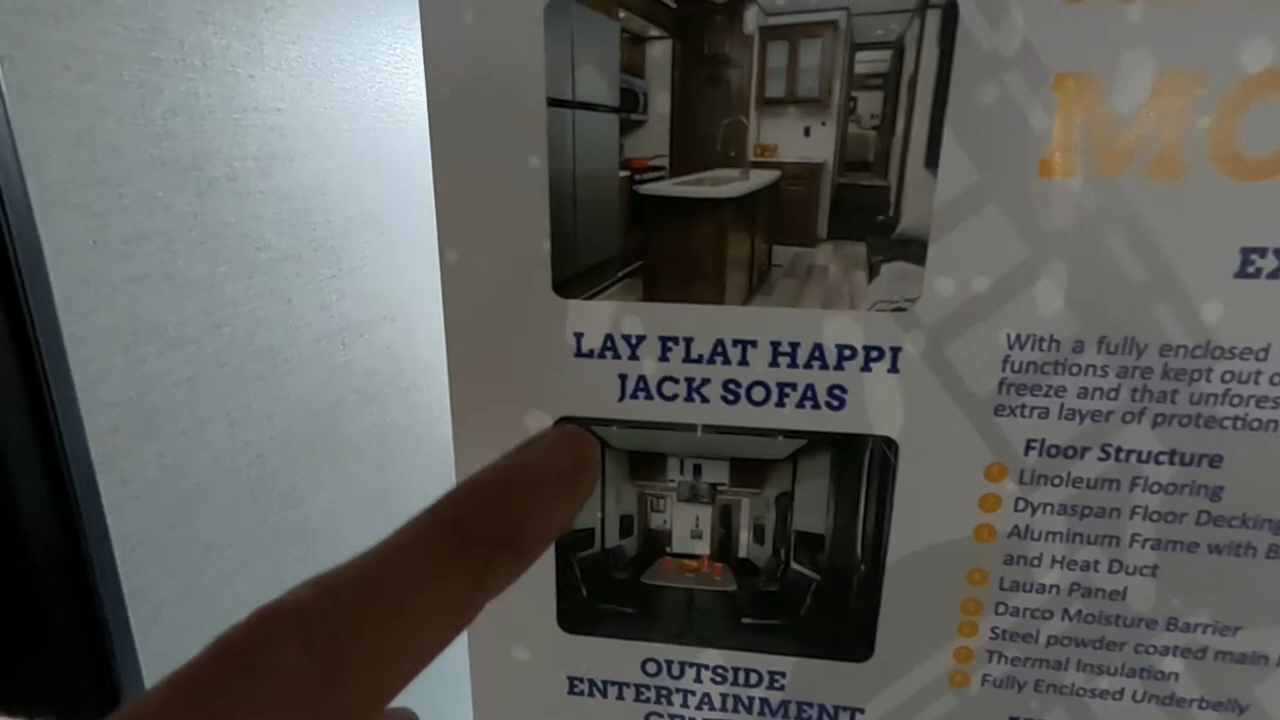 LAY FLAT HAPPI
JACK SOFAS
OUTSIDE
ENTERTAINMENT
MO
EX
With a fully enclosed
functions are kept out o
freeze and that unfores
extra layer of protection
Floor Structure
Linoleum Flooring
Dynaspan Floor Decking
Aluminum Frame with B
and Heat Duct
Lauan Panel
Darco Moisture Barrier
Steel powder coated main
Thermal Insulation
Fully Enclosed Underbelly